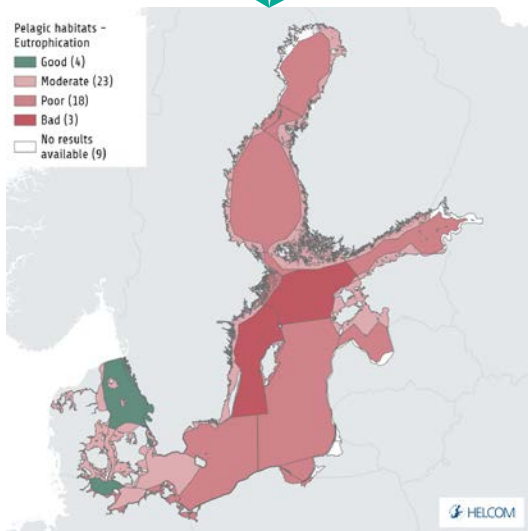 Pelagic habitats -
Eutrophication
Good (4)
Moderate (23)
Poor (18)
Bad (3)
No results
available (9)
HELCOM